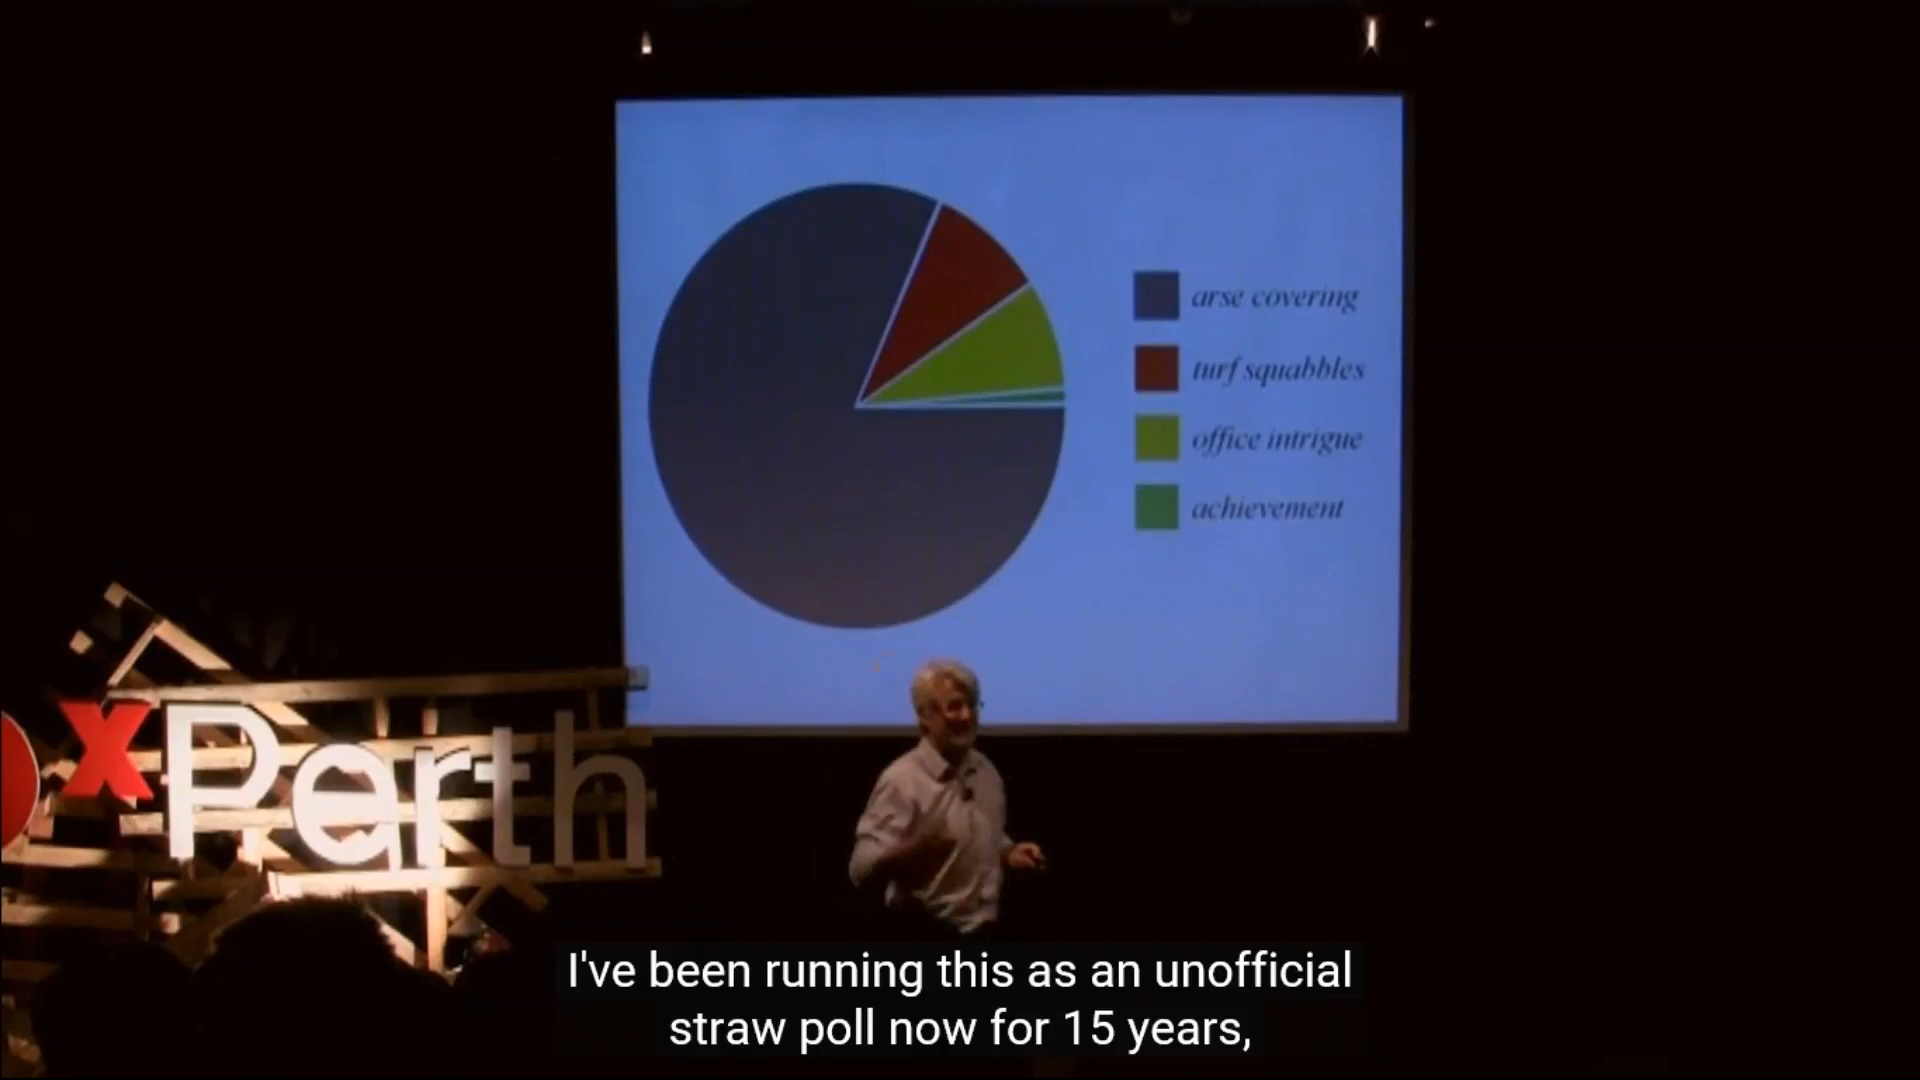 arse covering
turf squabbles
office intrigue
achievement
xPerth
I've been running this as an unofficial
straw poll now for 15 years,